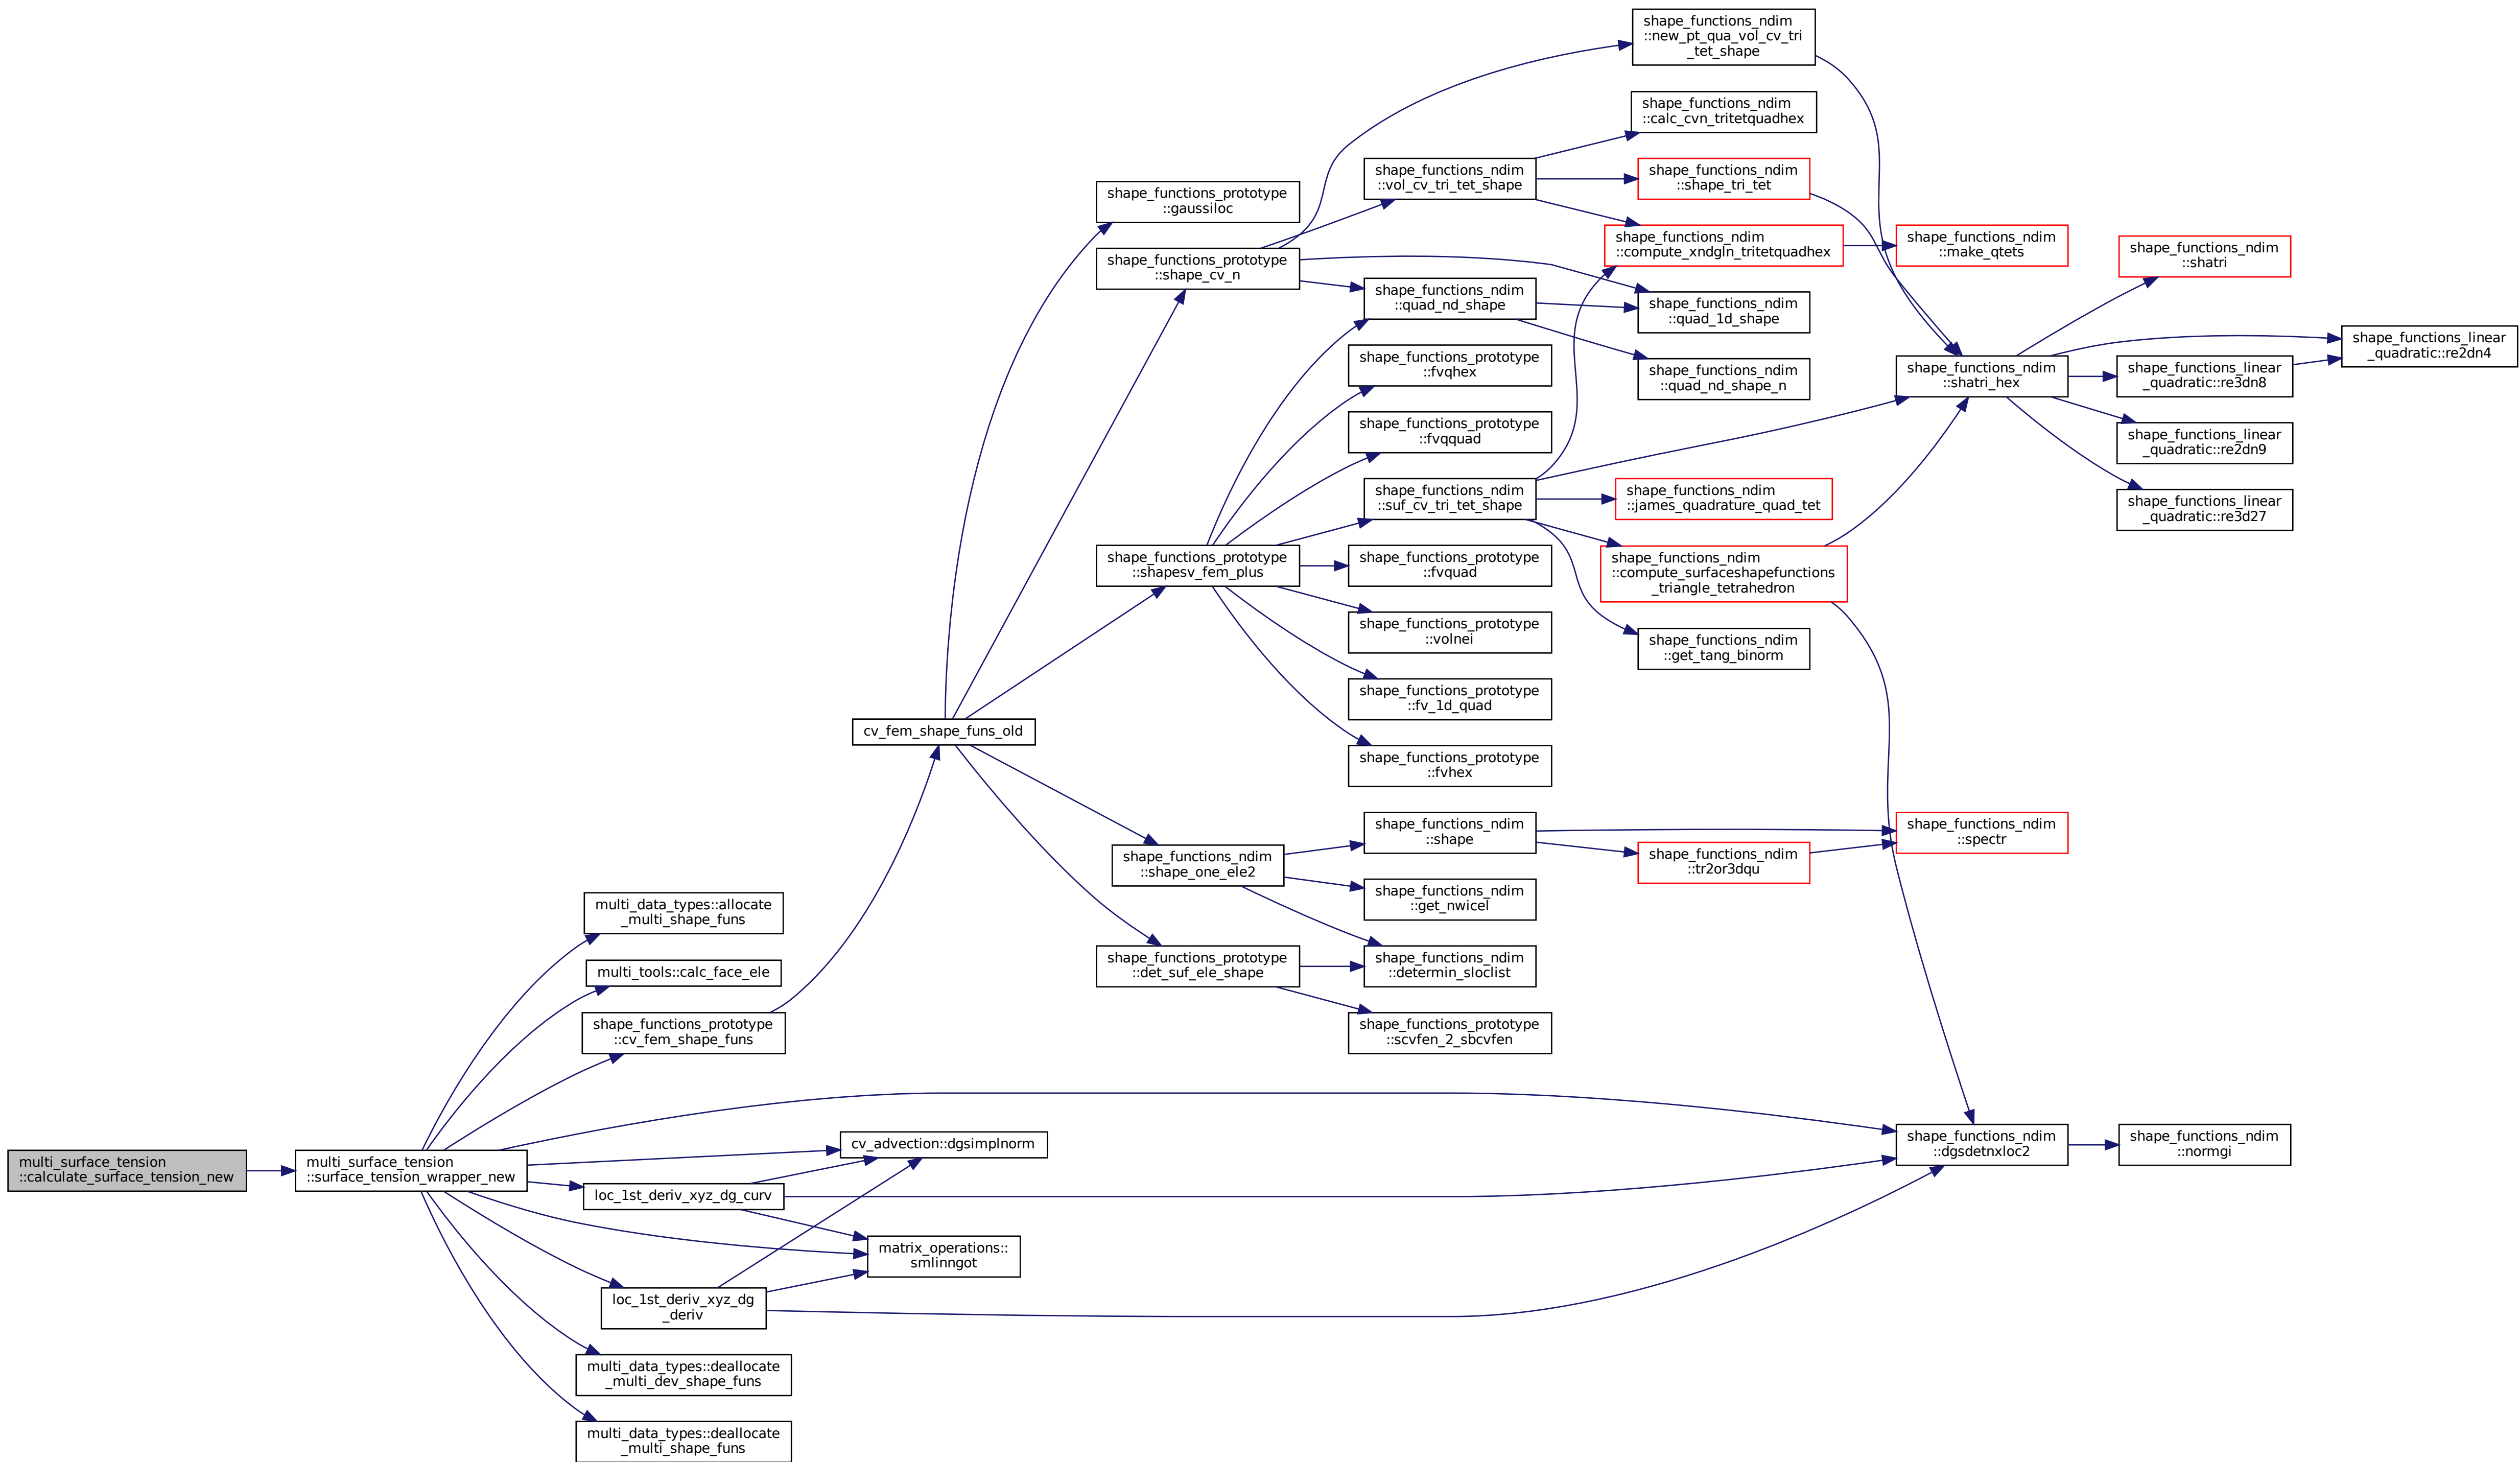 multi_surface_tension
::calculate_surface_tension_new
multi_surface_tension
::surface_tension_wrapper_new
multi_data_types::allocate
_multi_shape_funs
multi_tools::calc_face_ele
shape_functions_prototype
::cv_fem_shape_funs
loc_1st_deriv_xyz_dg_curv
loc_1st_deriv_xyz_dg
_deriv
multi_data_types::deallocate
_multi_dev_shape_funs
multi_data_types::deallocate
_multi_shape_funs
cv_fem_shape_funs_old
cv_advection::dgsimplnorm
matrix_operations::
smlinngot
shape_functions_prototype
::gaussiloc
shape_functions_prototype
::shape_cv_n
shape_functions_prototype
::shapesv_fem_plus
shape_functions_ndim
::shape_one_ele2
shape_functions_prototype
::det_suf_ele_shape
shape_functions_ndim
::vol_cv_tri_tet_shape
shape_functions_ndim
::quad_nd_shape
shape_functions_prototype
::fvqhex
shape_functions_prototype
::fvqquad
shape_functions_ndim
::suf_cv_tri_tet_shape
shape_functions_prototype
::fvquad
shape_functions_prototype
::volnei
shape_functions_prototype
::fv_1d_quad
shape_functions_prototype
::fvhex
shape_functions_ndim
::shape
shape_functions_ndim
::get_nwicel
shape_functions_ndim
::determin_sloclist
shape_functions_prototype
::scvfen_2_sbcvfen
shape_functions_ndim
::new_pt_qua_vol_cv_tri
_tet_shape
shape_functions_ndim
::calc_cvn_tritetquadhex
shape_functions_ndim
::shape_tri_tet
shape_functions_ndim
::compute_xndgln_tritetquadhex
shape_functions_ndim
::quad_1d_shape
shape_functions_ndim
::quad_nd_shape_n
shape_functions_ndim
::james_quadrature_quad_tet
shape_functions_ndim
::compute_surfaceshapefunctions
_triangle_tetrahedron
shape_functions_ndim
::get_tang_binorm
shape_functions_ndim
::tr2or3dqu
shape_functions_ndim
::make_qtets
shape_functions_ndim
::shatri_hex
shape_functions_ndim
::spectr
shape_functions_ndim
::dgsdetnxloc2
shape_functions_ndim
::shatri
shape_functions_linear
_quadratic::re3dn8
shape_functions_linear
_quadratic::re2dn9
shape_functions_linear
_quadratic::re3d27
shape_functions_ndim
::normgi
shape_functions_linear
_quadratic::re2dn4